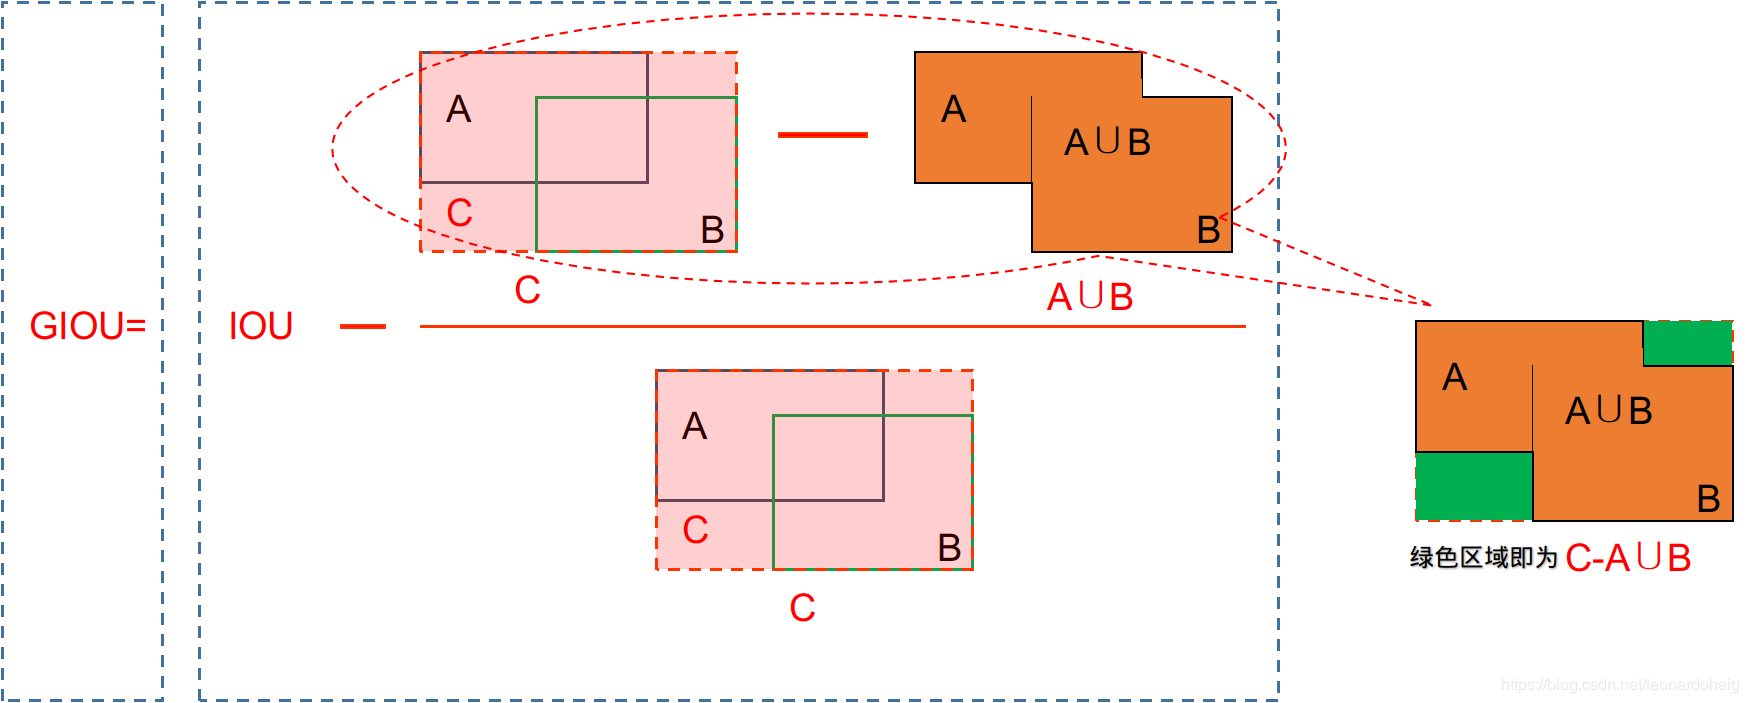 A
C
B
C
A
A∪B
B
A∪B
GIOU=
IOU
A
C
B
C
A
A∪B
B
绿色区域即为 C-A∪B
https://blog.csdn.net/leonardohaig